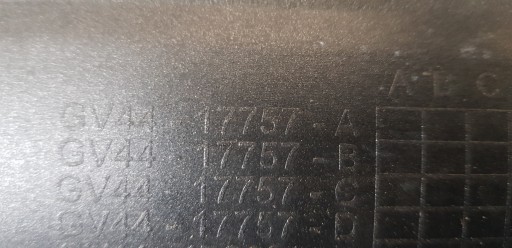 A B C
GV44 - 17757 - A
GV44 - 17757 - B
GV44 - 17757 - C
GV44 - 17757 - D